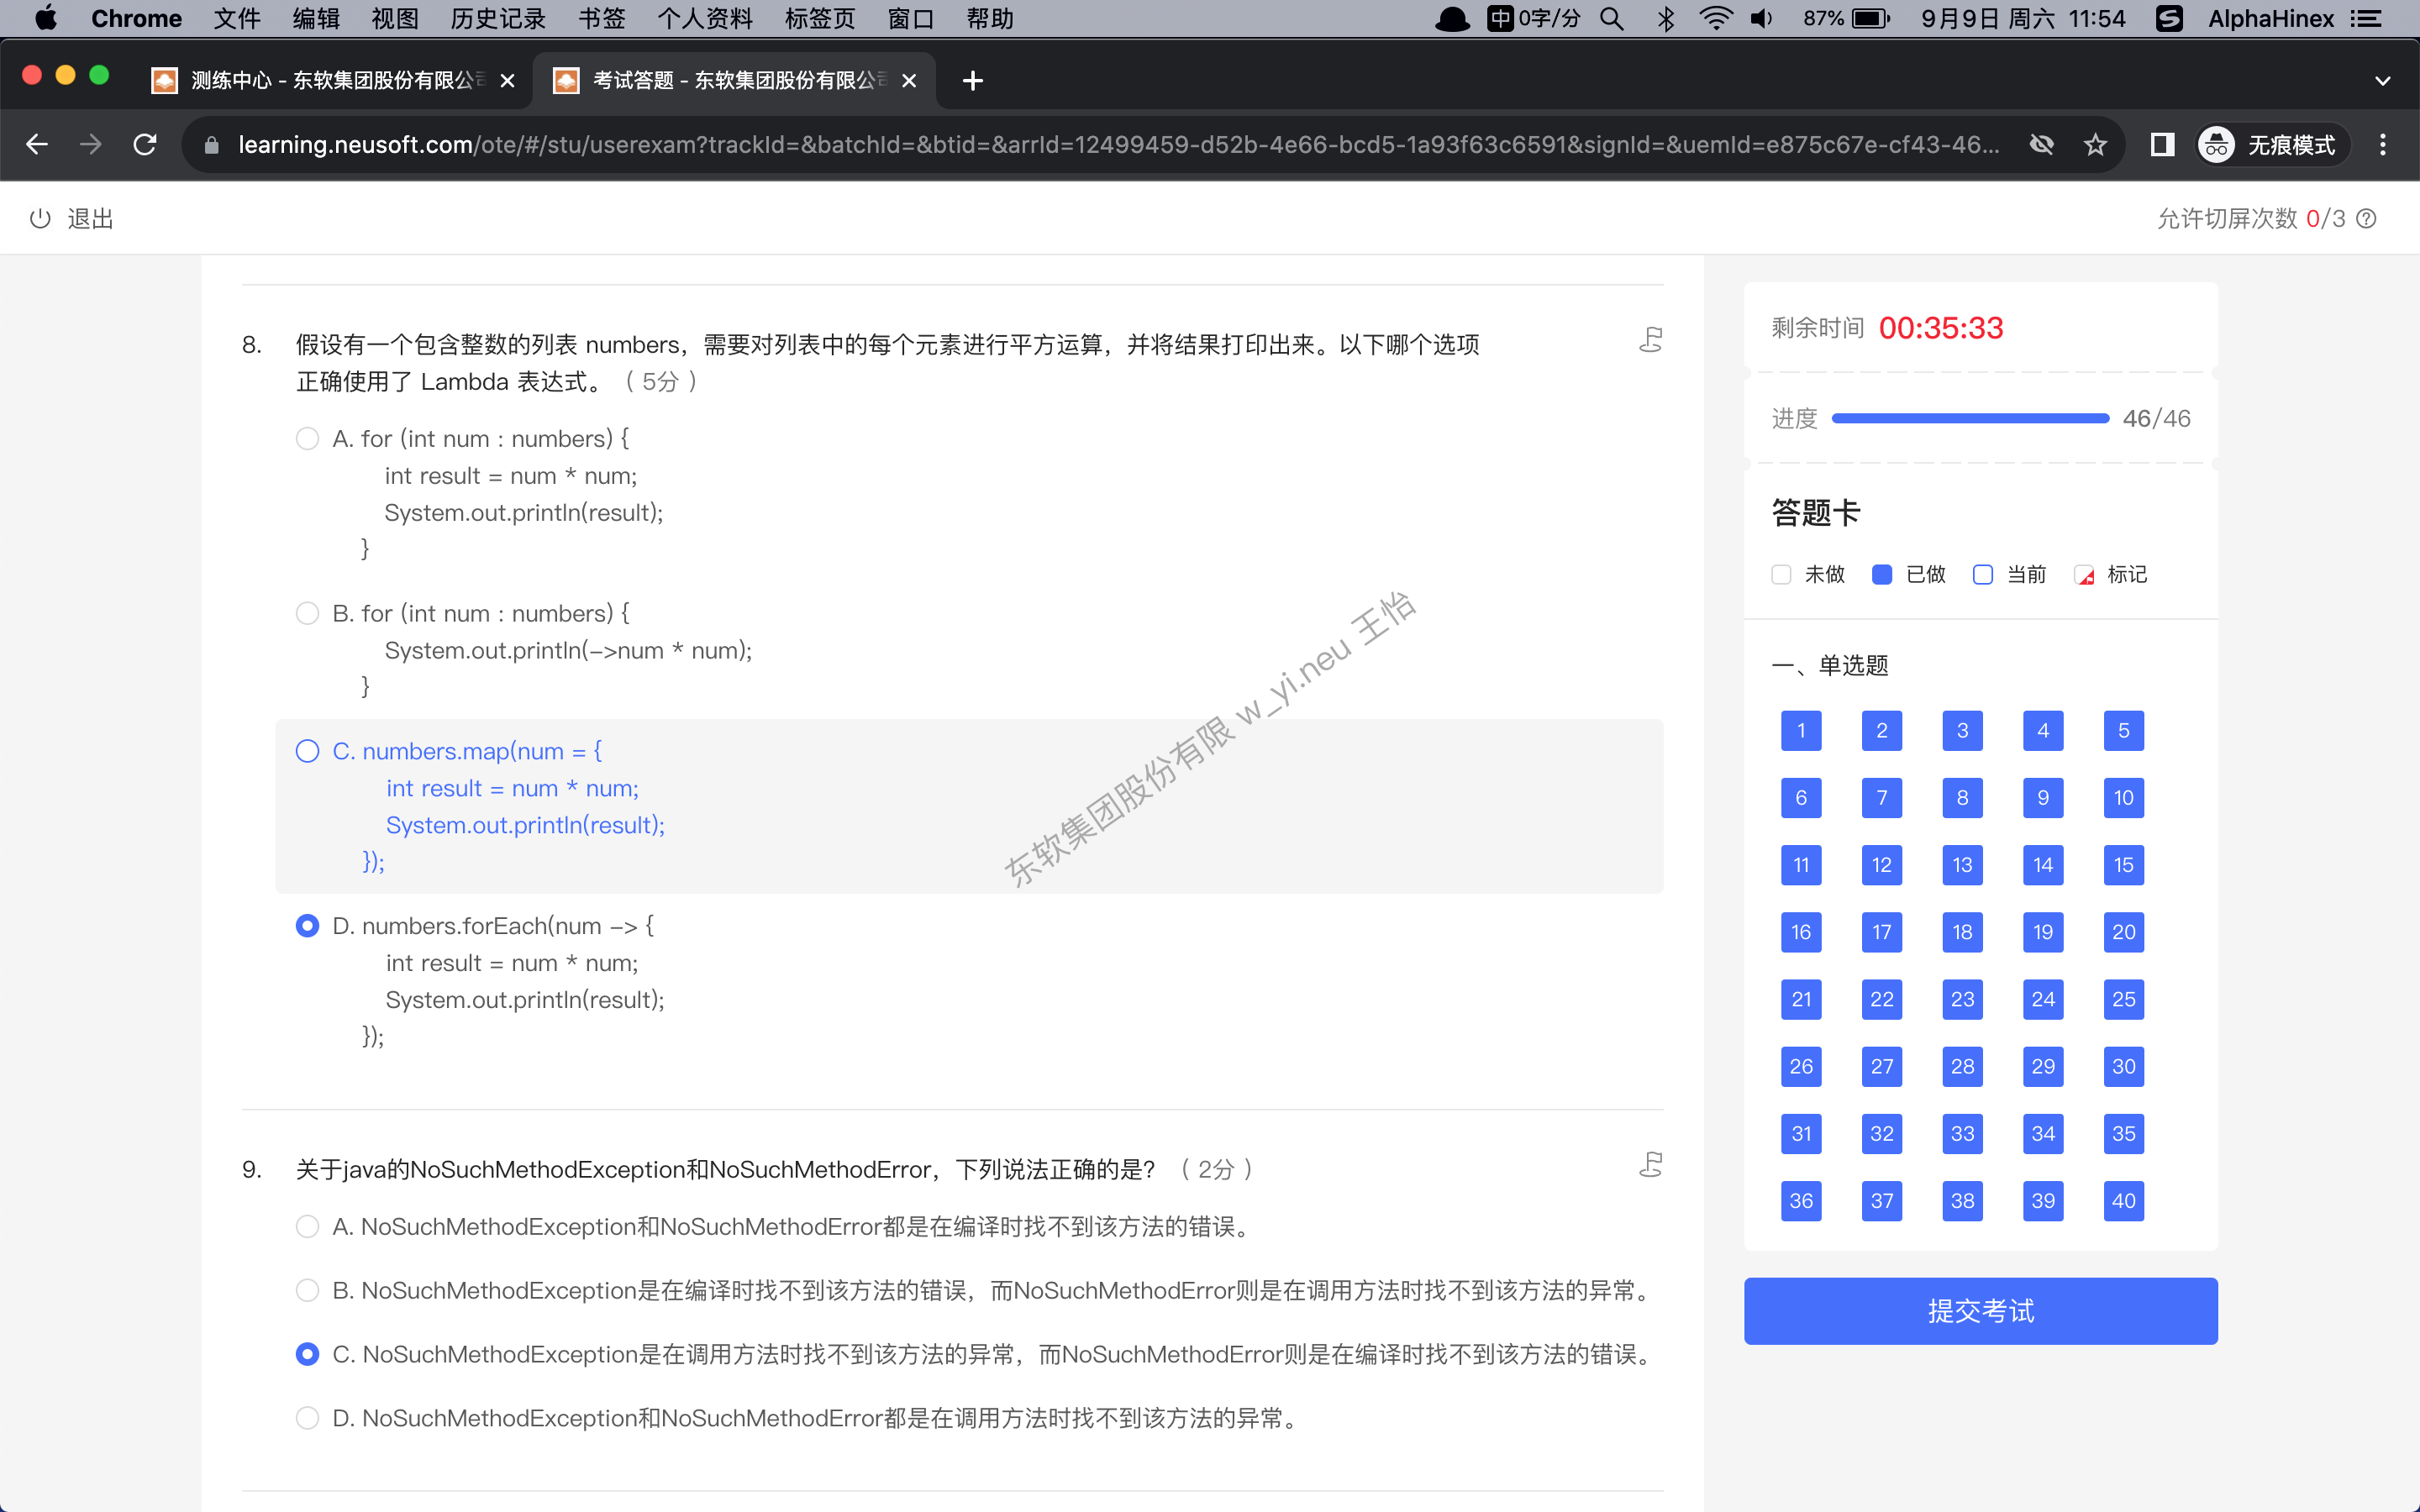 Chrome 文件 编辑 视图 历史记录 书签 个人资料 标签页 窗口 帮助 中 0字/分 87% 9月9日 周六 11:54 AlphaHinex
测练中心 - 东软集团股份有限公司 考试答题 - 东软集团股份有限公司
learning.neusoft.com/ote/#/stu/userexam?trackId=&batchId=&btid=&arrId=12499459-d52b-4e66-bcd5-1a93f63c6591&signId=&uemId=e875c67e-cf43-46... 无痕模式
退出 允许切屏次数 0/3
8. 假设有一个包含整数的列表 numbers，需要对列表中的每个元素进行平方运算，并将结果打印出来。以下哪个选项
正确使用了 Lambda 表达式。（ 5分 ）
A. for (int num : numbers) {
int result = num * num;
System.out.println(result);
}
B. for (int num : numbers) {
System.out.println(->num * num);
}
C. numbers.map(num = {
int result = num * num;
System.out.println(result);
});
D. numbers.forEach(num -> {
int result = num * num;
System.out.println(result);
});
9. 关于java的NoSuchMethodException和NoSuchMethodError，下列说法正确的是？（ 2分 ）
A. NoSuchMethodException和NoSuchMethodError都是在编译时找不到该方法的错误。
B. NoSuchMethodException是在编译时找不到该方法的错误，而NoSuchMethodError则是在调用方法时找不到该方法的异常。
C. NoSuchMethodException是在调用方法时找不到该方法的异常，而NoSuchMethodError则是在编译时找不到该方法的错误。
D. NoSuchMethodException和NoSuchMethodError都是在调用方法时找不到该方法的异常。
东软集团股份有限 w_yi.neu 王怡
剩余时间 00:35:33
进度 46/46
答题卡
未做 已做 当前 标记
一、单选题
1 2 3 4 5
6 7 8 9 10
11 12 13 14 15
16 17 18 19 20
21 22 23 24 25
26 27 28 29 30
31 32 33 34 35
36 37 38 39 40
提交考试